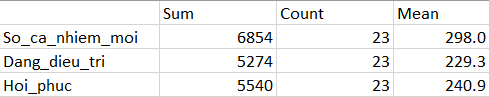 Sum Count Mean
So_ca_nhiem_moi 6854 23 298.0
Dang_dieu_tri 5274 23 229.3
Hoi_phuc 5540 23 240.9